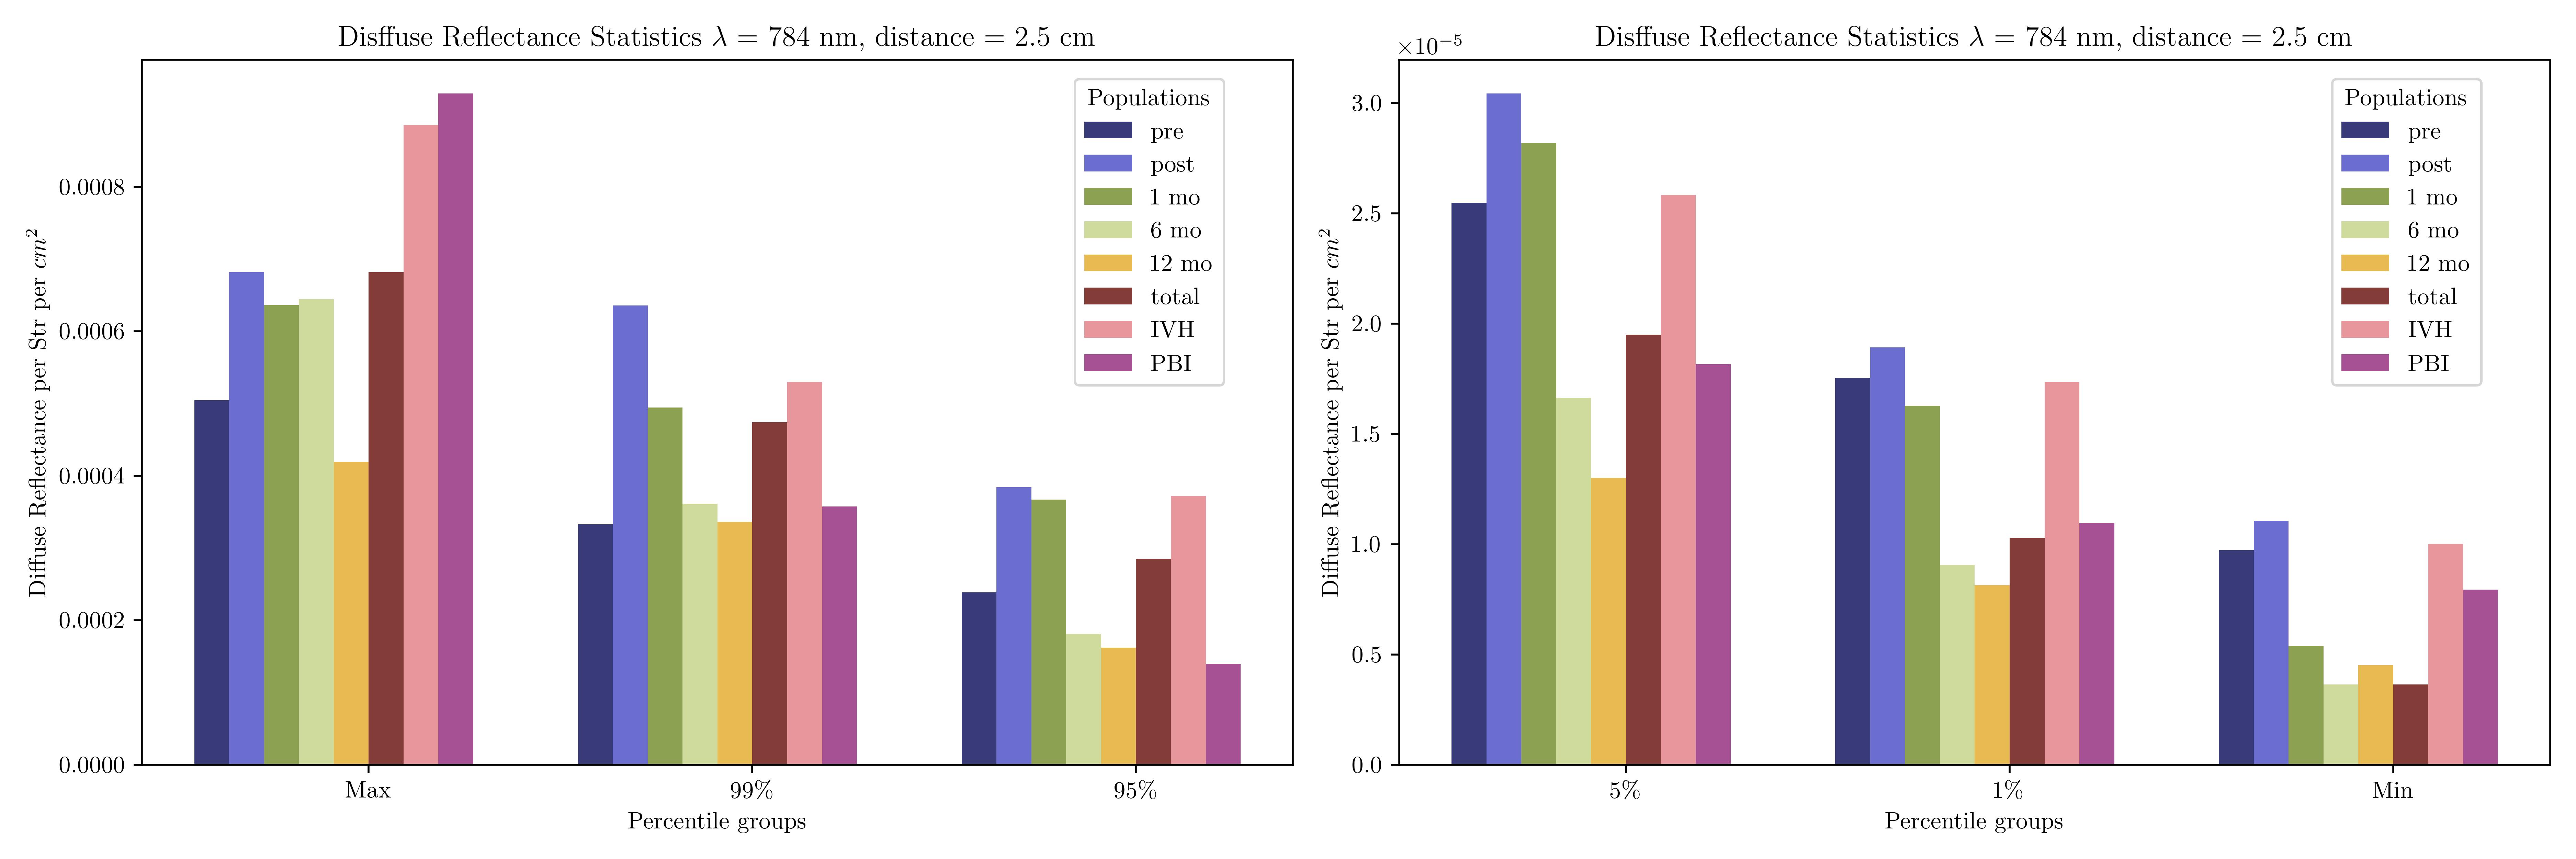 Disffuse Reflectance Statistics λ = 784 nm, distance = 2.5 cm
Diffuse Reflectance per Str per cm²
0.0008
0.0006
0.0004
0.0002
0.0000
Populations
pre
post
1 mo
6 mo
12 mo
total
IVH
PBI
Max 99% 95%
Percentile groups
Disffuse Reflectance Statistics λ = 784 nm, distance = 2.5 cm
×10⁻⁵
Diffuse Reflectance per Str per cm²
3.0
2.5
2.0
1.5
1.0
0.5
0.0
Populations
pre
post
1 mo
6 mo
12 mo
total
IVH
PBI
5% 1% Min
Percentile groups